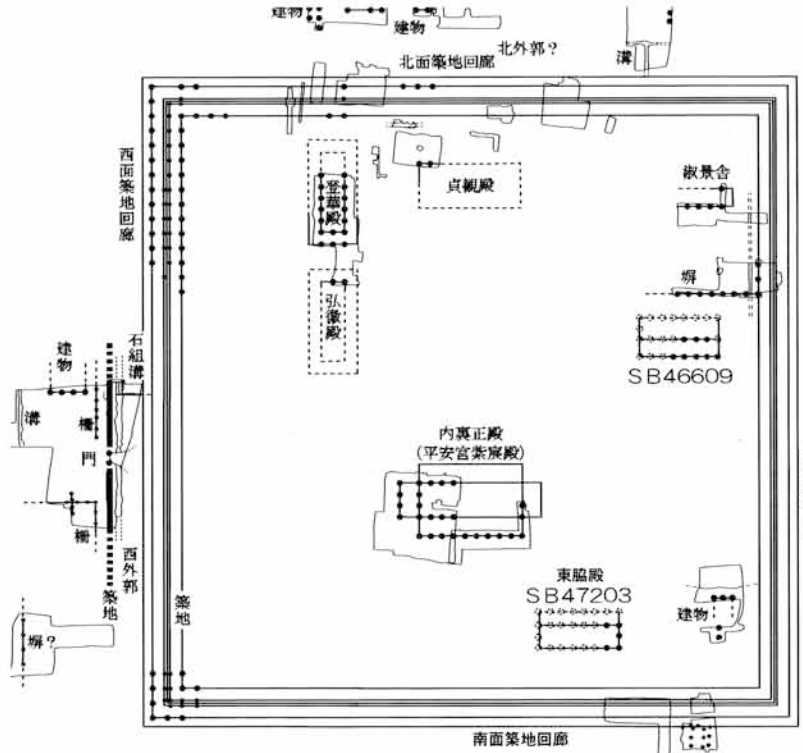 建物
建物
北外郭？
北面築地回廊
溝
西面築地回廊
登華殿
貞観殿
淑景舎
弘徽殿
塀
SB46609
石組溝
建物
溝
柵
門
柵
内裏正殿
(平安宮紫宸殿)
西外郭
築地
築地
東脇殿
SB47203
建物
塀？
南面築地回廊